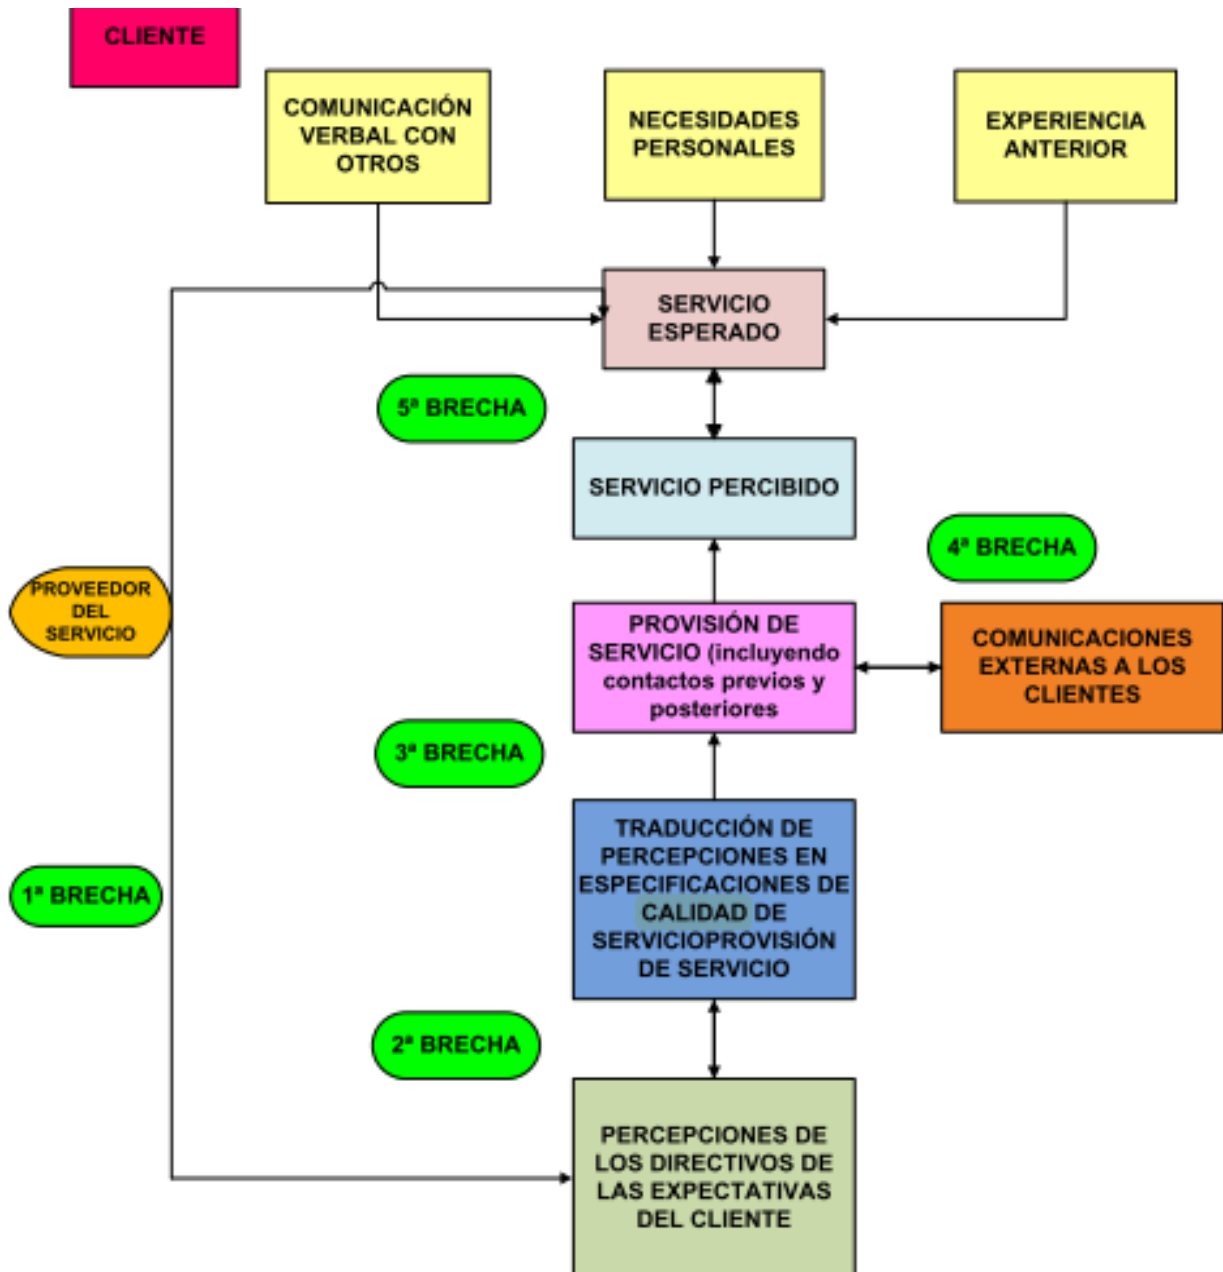 CLIENTE
COMUNICACIÓN
VERBAL CON
OTROS
NECESIDADES
PERSONALES
EXPERIENCIA
ANTERIOR
SERVICIO
ESPERADO
5ª BRECHA
SERVICIO PERCIBIDO
4ª BRECHA
PROVEEDOR
DEL
SERVICIO
PROVISIÓN DE
SERVICIO (incluyendo
contactos previos y
posteriores
COMUNICACIONES
EXTERNAS A LOS
CLIENTES
3ª BRECHA
TRADUCCIÓN DE
PERCEPCIONES EN
ESPECIFICACIONES DE
CALIDAD DE
SERVICIOPROVISIÓN
DE SERVICIO
1ª BRECHA
2ª BRECHA
PERCEPCIONES DE
LOS DIRECTIVOS DE
LAS EXPECTATIVAS
DEL CLIENTE